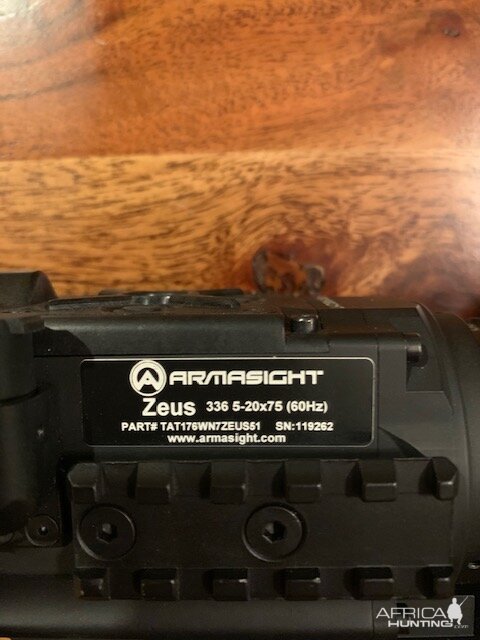 ARMASIGHT
Zeus 336 5-20x75 (60Hz)
PART# TAT176WN7ZEUS51 SN:119262
www.armasight.com
AFRICA
HUNTING.com